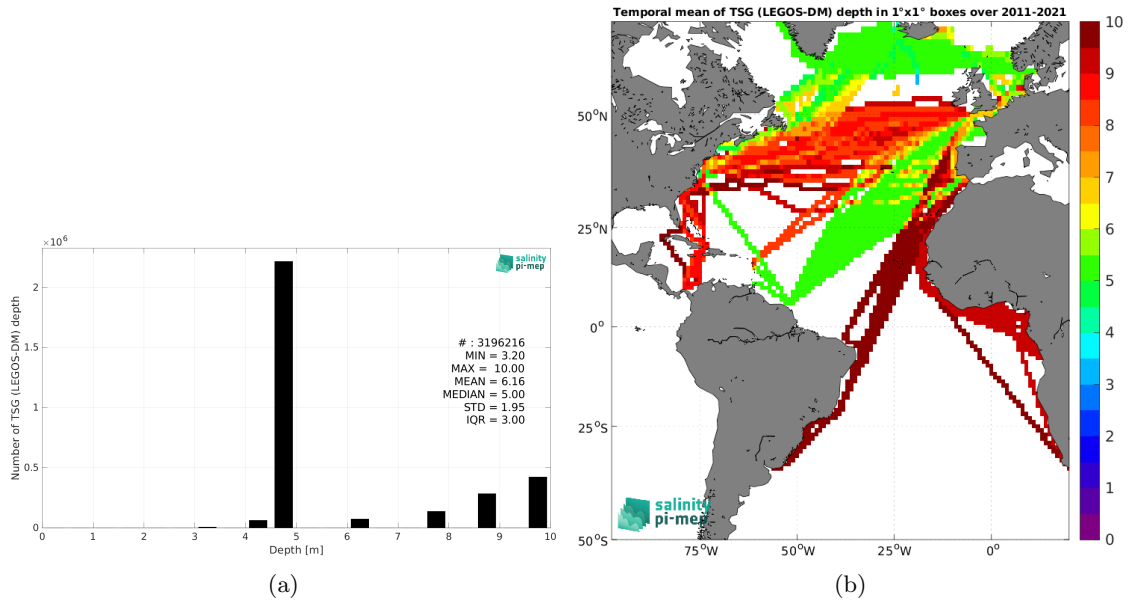 ×10⁶
0 1 2 3 4 5 6 7 8 9 10
0
0.5
1
1.5
2
Number of TSG (LEGOS-DM) depth
Depth [m]
salinity
pi-mep
# : 3196216
MIN = 3.20
MAX = 10.00
MEAN = 6.16
MEDIAN = 5.00
STD = 1.95
IQR = 3.00
(a)
Temporal mean of TSG (LEGOS-DM) depth in 1°x1° boxes over 2011-2021
50°N
25°N
0°
25°S
50°S
75°W 50°W 25°W 0°
salinity
pi-mep
10
9
8
7
6
5
4
3
2
1
0
(b)